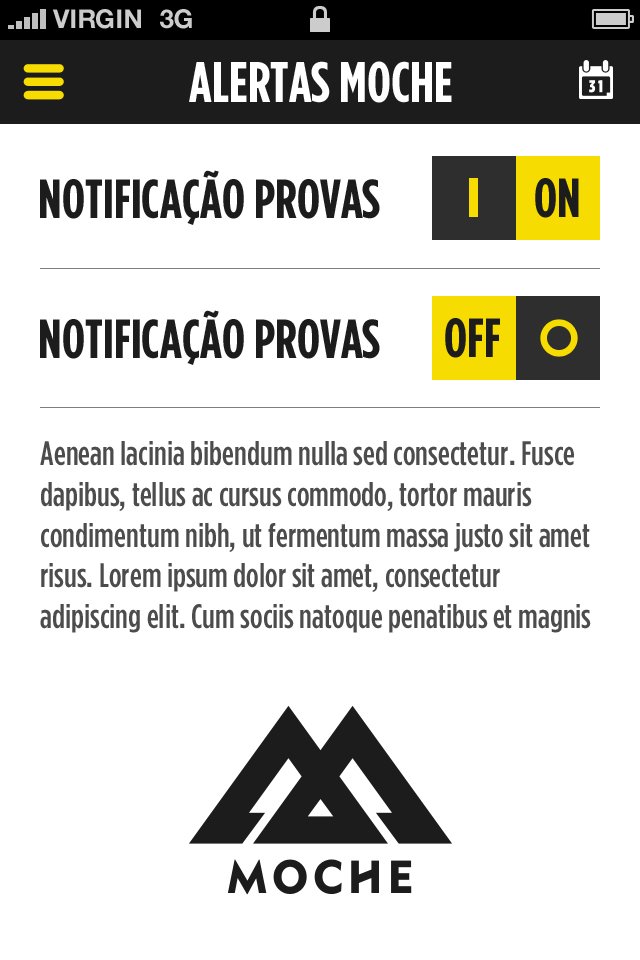 VIRGIN 3G
ALERTAS MOCHE
31
NOTIFICAÇÃO PROVAS
I ON
NOTIFICAÇÃO PROVAS
OFF O
Aenean lacinia bibendum nulla sed consectetur. Fusce
dapibus, tellus ac cursus commodo, tortor mauris
condimentum nibh, ut fermentum massa justo sit amet
risus. Lorem ipsum dolor sit amet, consectetur
adipiscing elit. Cum sociis natoque penatibus et magnis
MOCHE